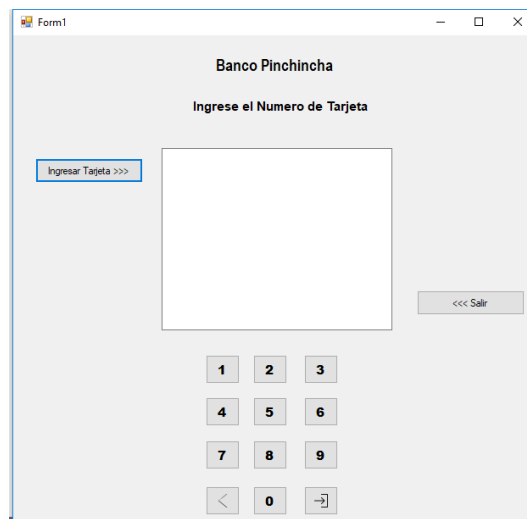 Form1
Banco Pinchincha
Ingrese el Numero de Tarjeta
Ingresar Tarjeta >>>
<<< Salir
1 2 3
4 5 6
7 8 9
< 0